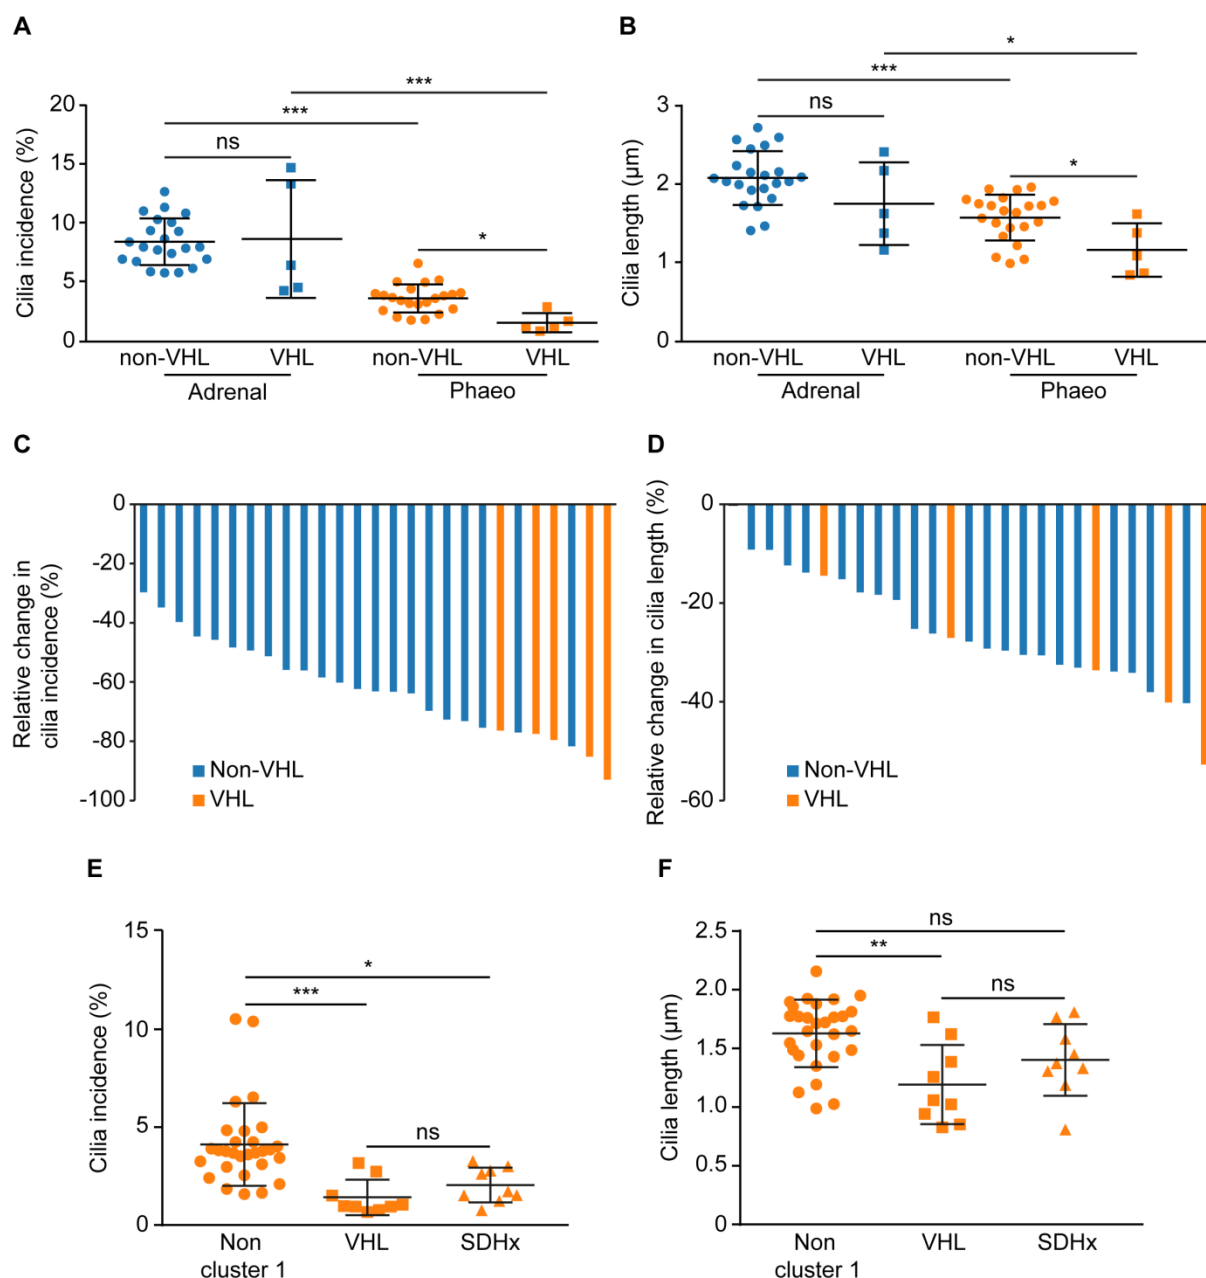 A
Cilia incidence (%)
20
15
10
5
0
***
***
ns
*
non-VHL VHL non-VHL VHL
Adrenal Phaeo
B
Cilia length (µm)
3
2
1
0
*
***
ns
*
non-VHL VHL non-VHL VHL
Adrenal Phaeo
C
Relative change in
cilia incidence (%)
0
-20
-40
-60
-80
-100
Non-VHL
VHL
D
Relative change in cilia length (%)
0
-20
-40
-60
Non-VHL
VHL
E
Cilia incidence (%)
15
10
5
0
*
***
ns
Non VHL SDHx
cluster 1
F
Cilia length (µm)
2.5
2.0
1.5
1.0
0.5
0
ns
**
ns
Non VHL SDHx
cluster 1